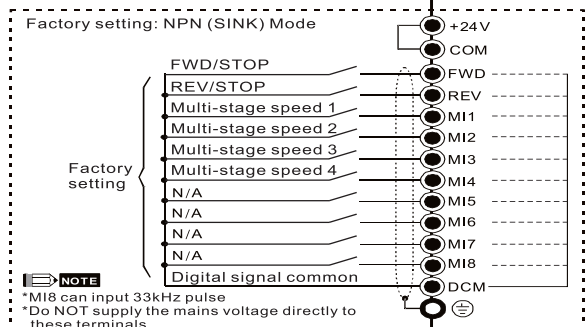 Factory setting: NPN (SINK) Mode
+24V
COM
FWD/STOP
FWD
REV/STOP
REV
Multi-stage speed 1
MI1
Multi-stage speed 2
MI2
Multi-stage speed 3
MI3
Multi-stage speed 4
MI4
Factory
setting
N/A
MI5
N/A
MI6
N/A
MI7
N/A
MI8
Digital signal common
DCM
NOTE
*MI8 can input 33kHz pulse
*Do NOT supply the mains voltage directly to
these terminals